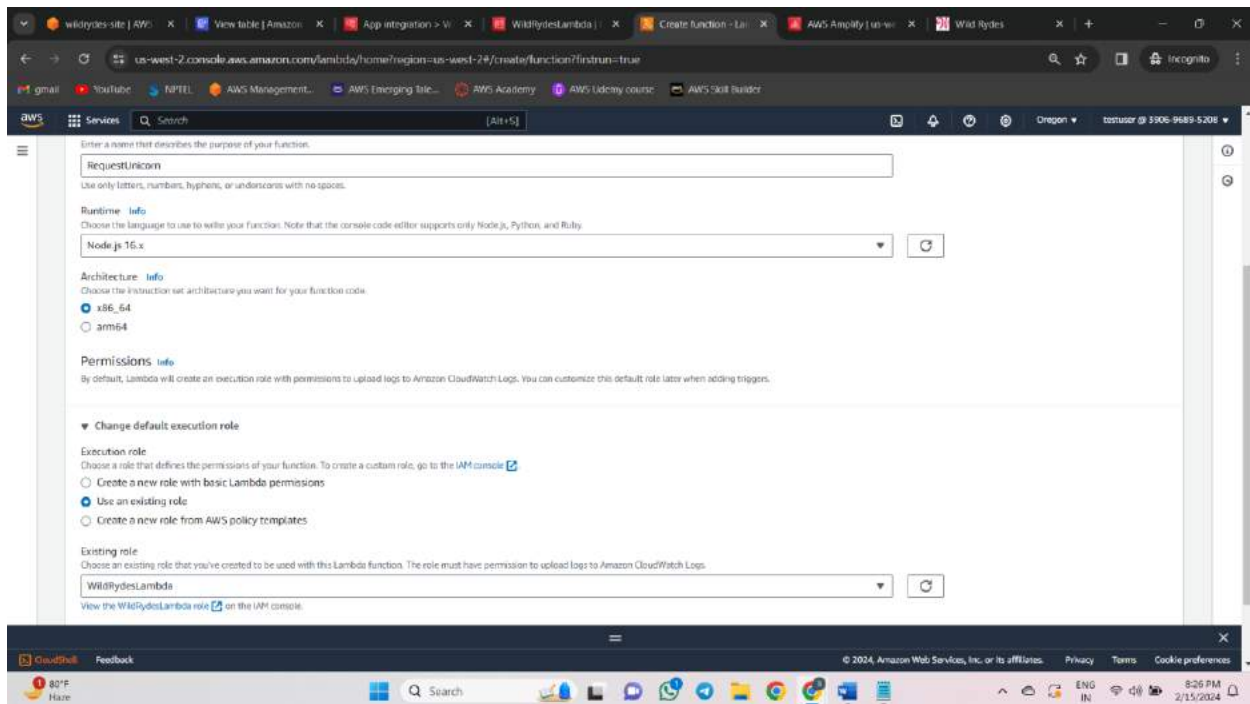 wildrydes-site | AWS
View table | Amazon
App integration > W
WildRydesLambda |
Create function - La
AWS Amplify | us-we
Wild Rydes
us-west-2.console.aws.amazon.com/lambda/home?region=us-west-2#/create/function?firstrun=true
Incognito
gmail
YouTube
NPTEL
AWS Management...
AWS Emerging Tale...
AWS Academy
AWS Udemy course
AWS Skill Builder
aws
Services
Search
[Alt+S]
Oregon
testuser @ 3906-9689-5208
Enter a name that describes the purpose of your function.
RequestUnicorn
Use only letters, numbers, hyphens, or underscores with no spaces.
Runtime Info
Choose the language to use to write your function. Note that the console code editor supports only Node.js, Python, and Ruby.
Node.js 16.x
Architecture Info
Choose the instruction set architecture you want for your function code.
x86_64
arm64
Permissions Info
By default, Lambda will create an execution role with permissions to upload logs to Amazon CloudWatch Logs. You can customize this default role later when adding triggers.
Change default execution role
Execution role
Choose a role that defines the permissions of your function. To create a custom role, go to the IAM console
Create a new role with basic Lambda permissions
Use an existing role
Create a new role from AWS policy templates
Existing role
Choose an existing role that you've created to be used with this Lambda function. The role must have permission to upload logs to Amazon CloudWatch Logs.
WildRydesLambda
View the WildRydesLambda role on the IAM console.
CloudShell
Feedback
© 2024, Amazon Web Services, Inc. or its affiliates.
Privacy
Terms
Cookie preferences
80°F
Haze
Search
ENG
IN
8:26 PM
2/15/2024